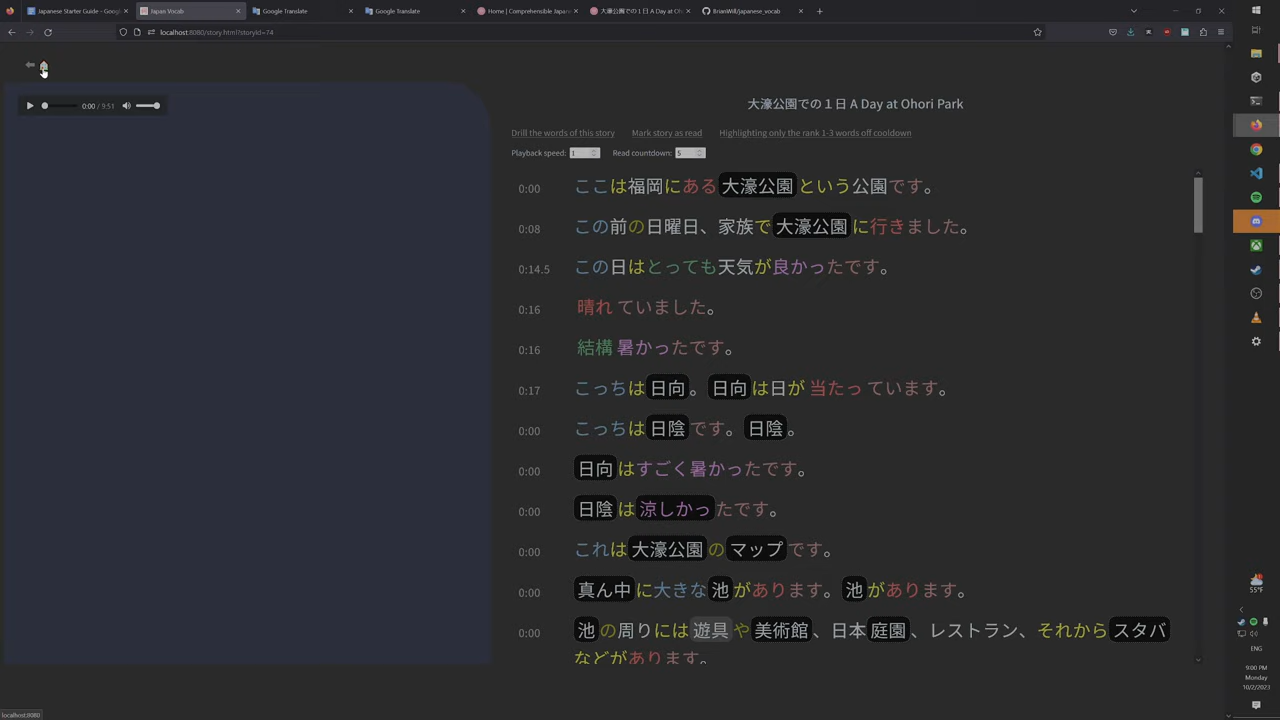 Japanese Starter Guide - Googl
Japan Vocab
Google Translate
Google Translate
Home | Comprehensible Japan
大濠公園での１日 A Day at Oh
BrianWill/japanese_vocab
localhost:8080/story.html?storyId=74
0:00 / 9:51
大濠公園での１日 A Day at Ohori Park
Drill the words of this story
Mark story as read
Highlighting only the rank 1-3 words off cooldown
Playback speed: 1
Read countdown: 5
0:00 ここは福岡にある大濠公園という公園です。
0:08 この前の日曜日、家族で大濠公園に行きました。
0:14.5 この日はとっても天気が良かったです。
0:16 晴れていました。
0:16 結構暑かったです。
0:17 こっちは日向。日向は日が当たっています。
0:00 こっちは日陰です。日陰。
0:00 日向はすごく暑かったです。
0:00 日陰は涼しかったです。
0:00 これは大濠公園のマップです。
0:00 真ん中に大きな池があります。池があります。
0:00 池の周りには遊具や美術館、日本庭園、レストラン、それからスタバ
などがあります。
55°F
ENG
9:00 PM
Monday
10/2/2023
localhost:8080